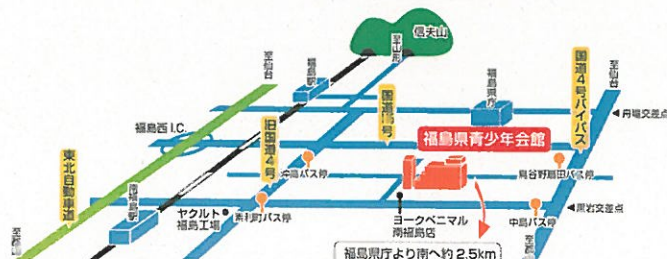 信夫山
至山形
至仙台
福島駅
福島県庁
国道4号バイパス
至仙台
舟場交差点
福島西I.C.
旧国道4号
国道4号
福島県青少年会館
東北自動車道
沖高バス停
鳥谷野扇田バス停
南福島駅
ヤクルト
福島工場
素利町バス停
ヨークベニマル
南福島店
中島バス停
黒岩交差点
福島県庁より南へ約2.5km